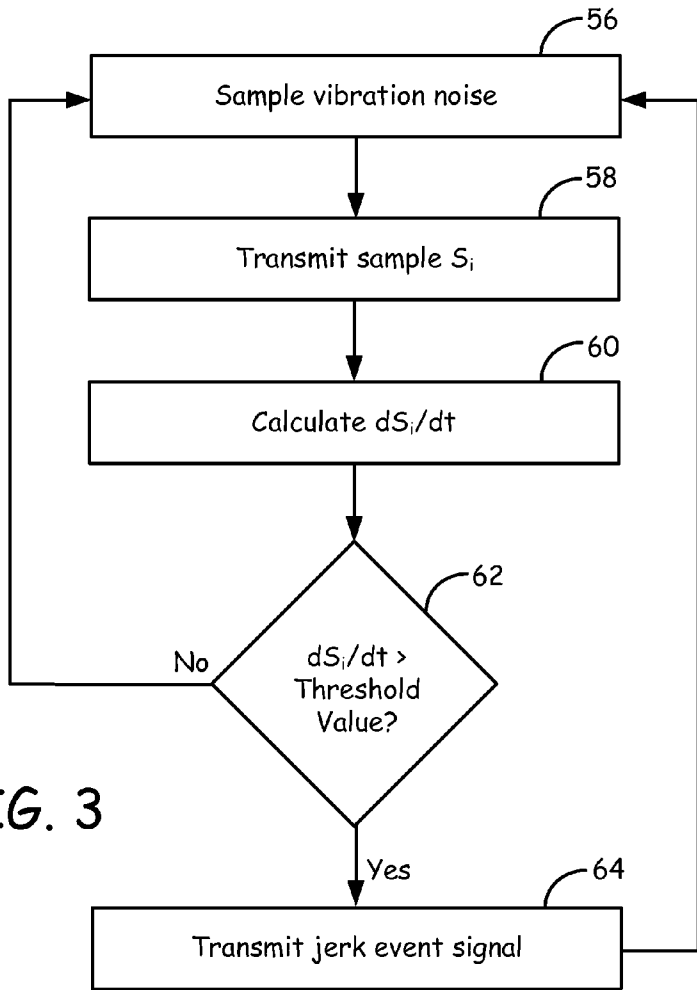 56
Sample vibration noise
58
Transmit sample Sᵢ
60
Calculate dSᵢ/dt
62
dSᵢ/dt >
Threshold
Value?
No
IG. 3
Yes
64
Transmit jerk event signal